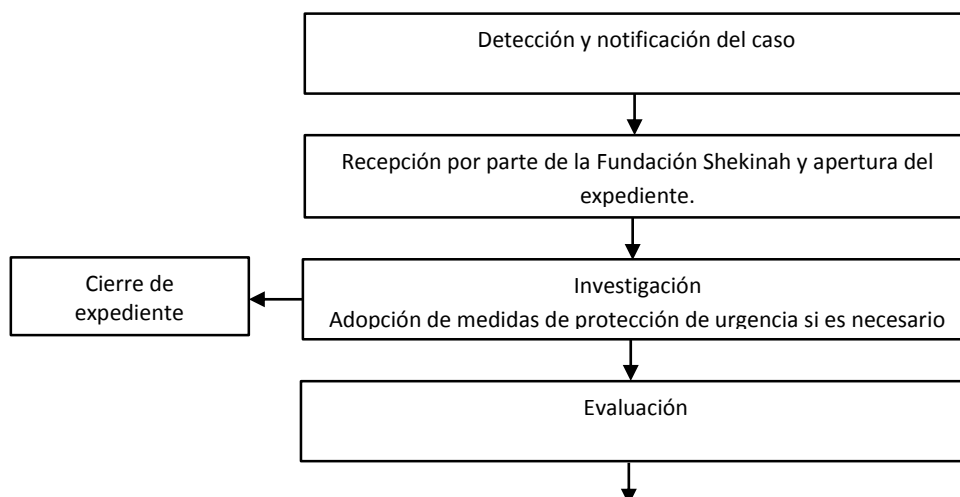 Detección y notificación del caso
Recepción por parte de la Fundación Shekinah y apertura del
expediente.
Cierre de
expediente
Investigación
Adopción de medidas de protección de urgencia si es necesario
Evaluación